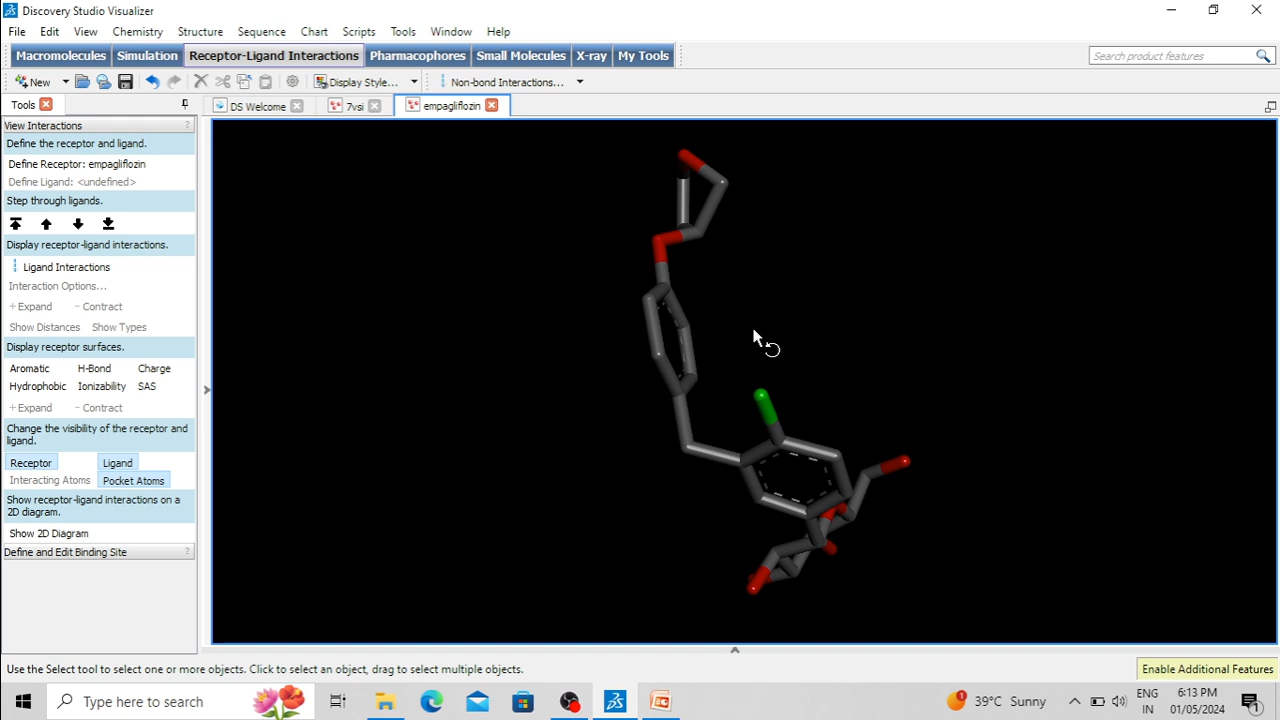 Discovery Studio Visualizer
File Edit View Chemistry Structure Sequence Chart Scripts Tools Window Help
Macromolecules Simulation Receptor-Ligand Interactions Pharmacophores Small Molecules X-ray My Tools Search product features
New Display Style... Non-bond Interactions...
Tools DS Welcome 7vsi empagliflozin
View Interactions ?
Define the receptor and ligand.
Define Receptor: empagliflozin
Define Ligand: <undefined>
Step through ligands.
Display receptor-ligand interactions.
Ligand Interactions
Interaction Options...
+ Expand - Contract
Show Distances Show Types
Display receptor surfaces.
Aromatic H-Bond Charge
Hydrophobic Ionizability SAS
+ Expand - Contract
Change the visibility of the receptor and
ligand.
Receptor Ligand
Interacting Atoms Pocket Atoms
Show receptor-ligand interactions on a
2D diagram.
Show 2D Diagram
Define and Edit Binding Site ?
Use the Select tool to select one or more objects. Click to select an object, drag to select multiple objects. Enable Additional Features
Type here to search 39°C Sunny ENG 6:13 PM
IN 01/05/2024